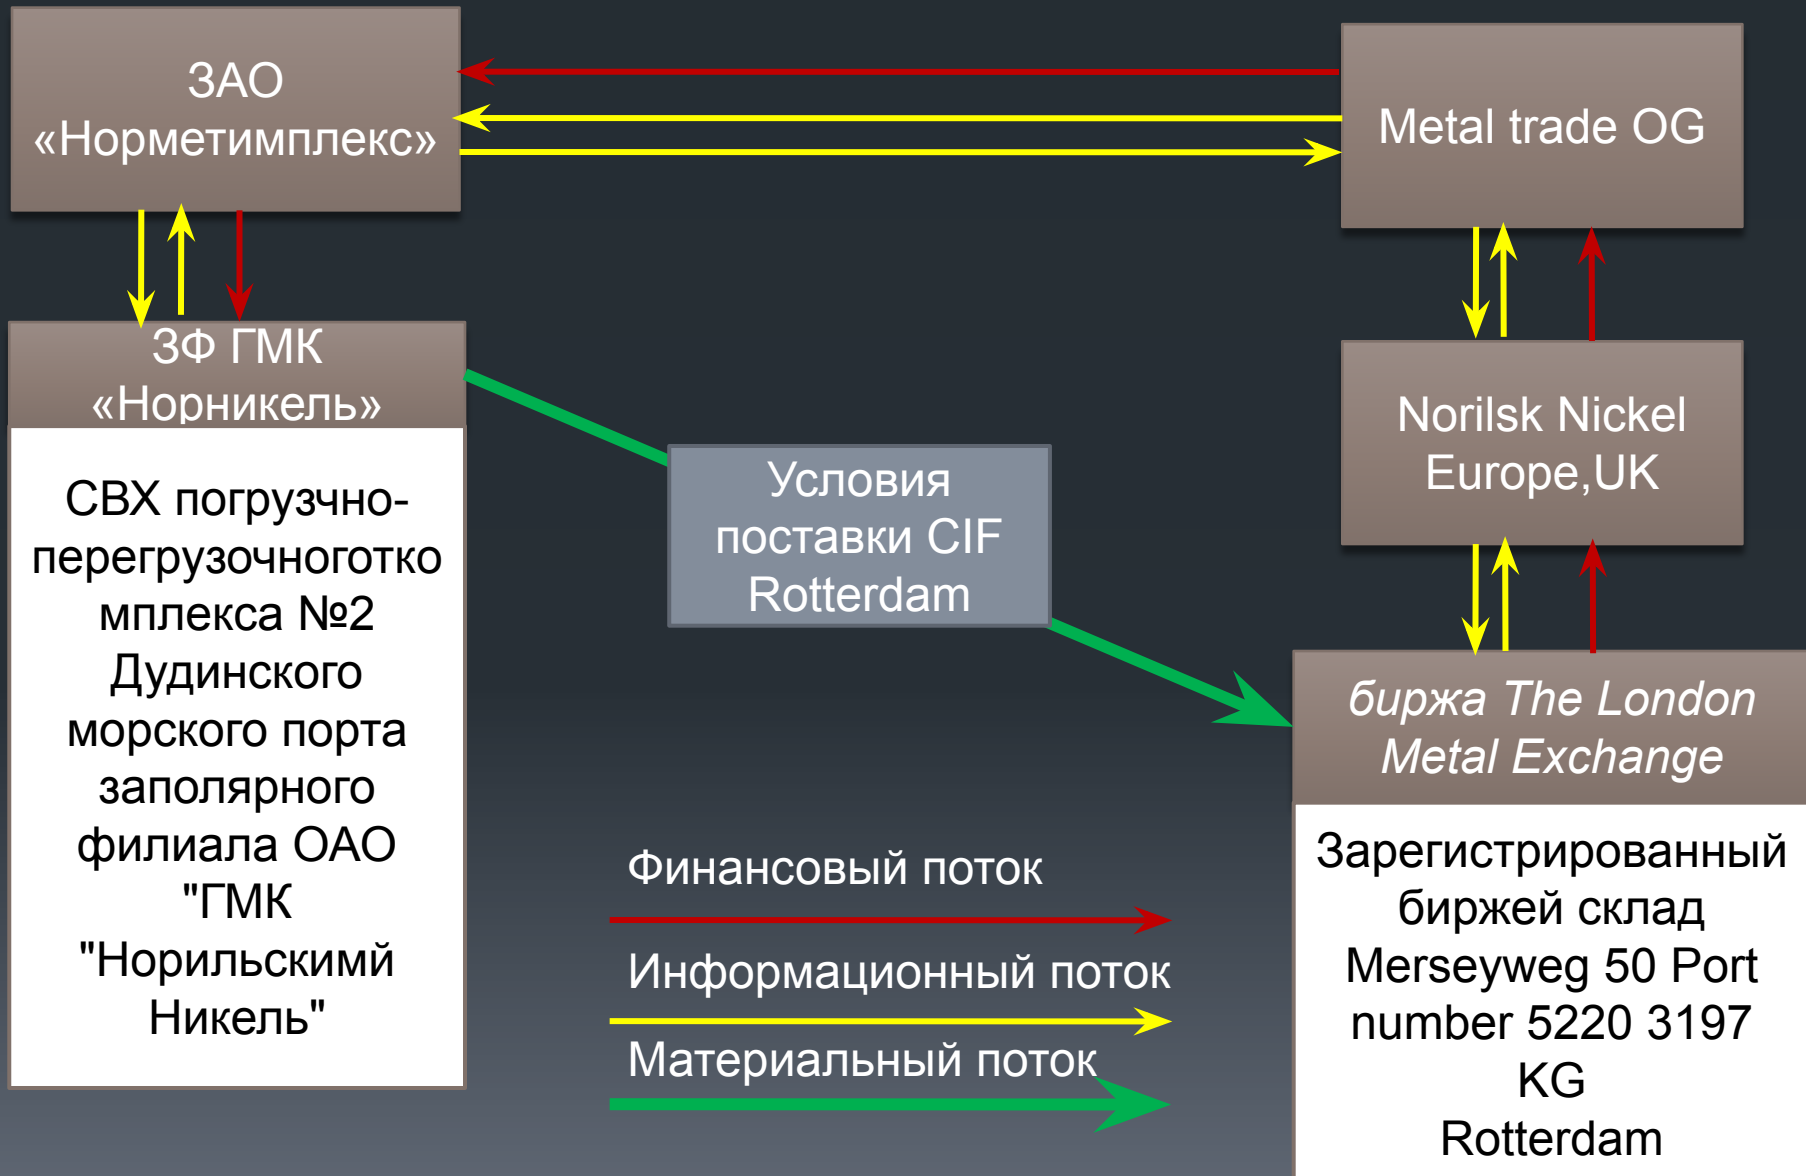 ЗАО
«Норметимплекс»
Metal trade OG
ЗФ ГМК
«Норникель»
СВХ погрузчно-
перегрузочноготко
мплекса №2
Дудинского
морского порта
заполярного
филиала ОАО
"ГМК
"Норильскимй
Никель"
Условия
поставки CIF
Rotterdam
Norilsk Nickel
Europe,UK
биржа The London
Metal Exchange
Зарегистрированный
биржей склад
Merseyweg 50 Port
number 5220 3197
KG
Rotterdam
Финансовый поток
Информационный поток
Материальный поток